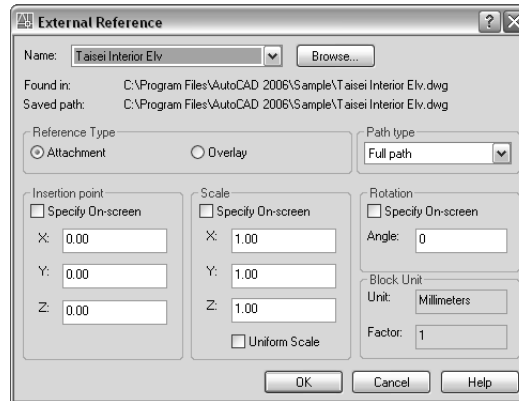 External Reference
Name: Taisei Interior Elv Browse...
Found in: C:\Program Files\AutoCAD 2006\Sample\Taisei Interior Elv.dwg
Saved path: C:\Program Files\AutoCAD 2006\Sample\Taisei Interior Elv.dwg
Reference Type
Attachment Overlay
Path type
Full path
Insertion point
Specify On-screen
X: 0.00
Y: 0.00
Z: 0.00
Scale
Specify On-screen
X: 1.00
Y: 1.00
Z: 1.00
Uniform Scale
Rotation
Specify On-screen
Angle: 0
Block Unit
Unit: Millimeters
Factor: 1
OK Cancel Help